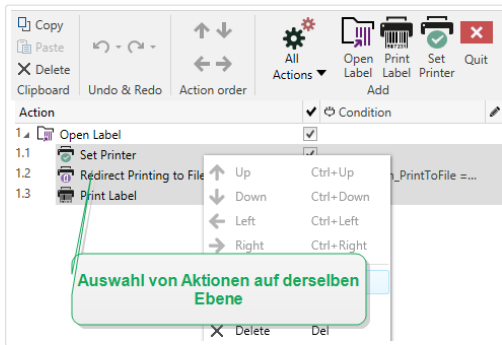 Copy
Paste
Delete
Clipboard
Undo & Redo
Action order
All Actions
Open Label
Print Label
Set Printer
Quit
Add
Action Condition
1 Open Label
1.1 Set Printer
1.2 Redirect Printing to File _PrintToFile =...
1.3 Print Label
Up Ctrl+Up
Down Ctrl+Down
Left Ctrl+Left
Right Ctrl+Right
Auswahl von Aktionen auf derselben
Ebene
Delete Del